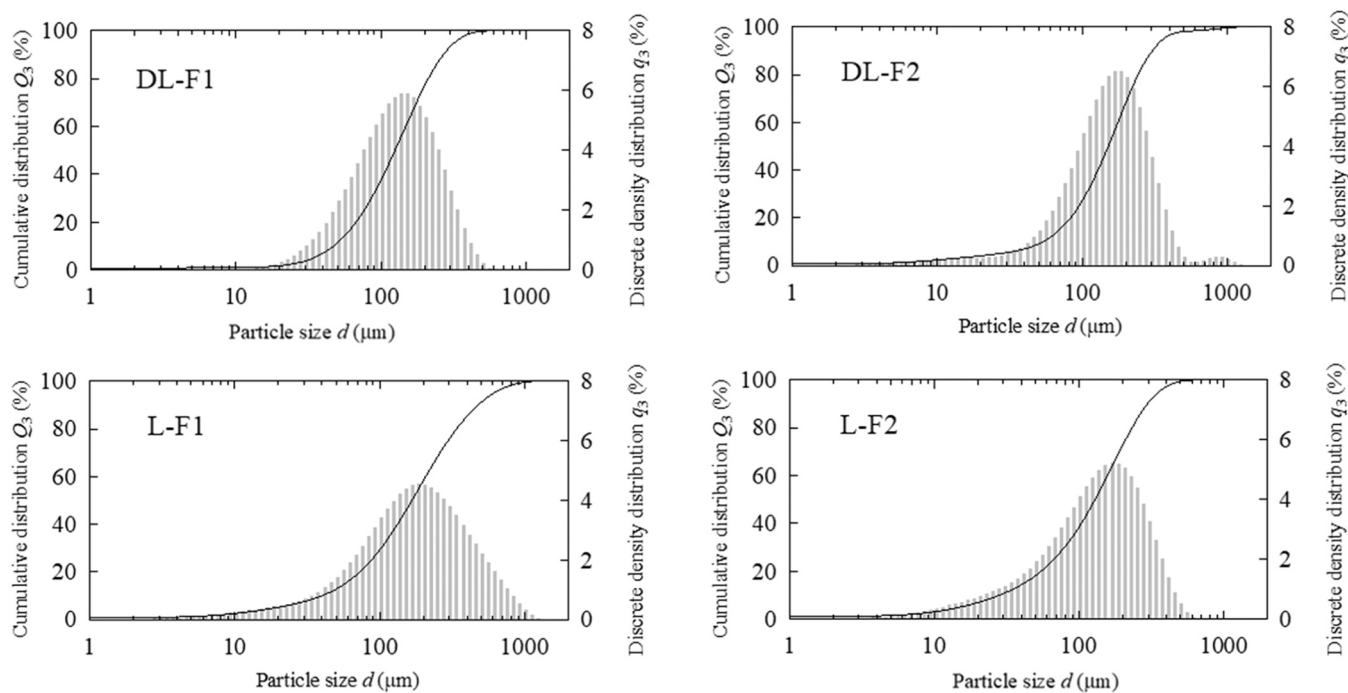 Cumulative distribution Q3 (%)
100
80
60
40
20
0
DL-F1
8
6
4
2
0
Discrete density distribution q3 (%)
1 10 100 1000
Particle size d (μm)
Cumulative distribution Q3 (%)
100
80
60
40
20
0
DL-F2
8
6
4
2
0
Discrete density distribution q3 (%)
1 10 100 1000
Particle size d (μm)
Cumulative distribution Q3 (%)
100
80
60
40
20
0
L-F1
8
6
4
2
0
Discrete density distribution q3 (%)
1 10 100 1000
Particle size d (μm)
Cumulative distribution Q3 (%)
100
80
60
40
20
0
L-F2
8
6
4
2
0
Discrete density distribution q3 (%)
1 10 100 1000
Particle size d (μm)